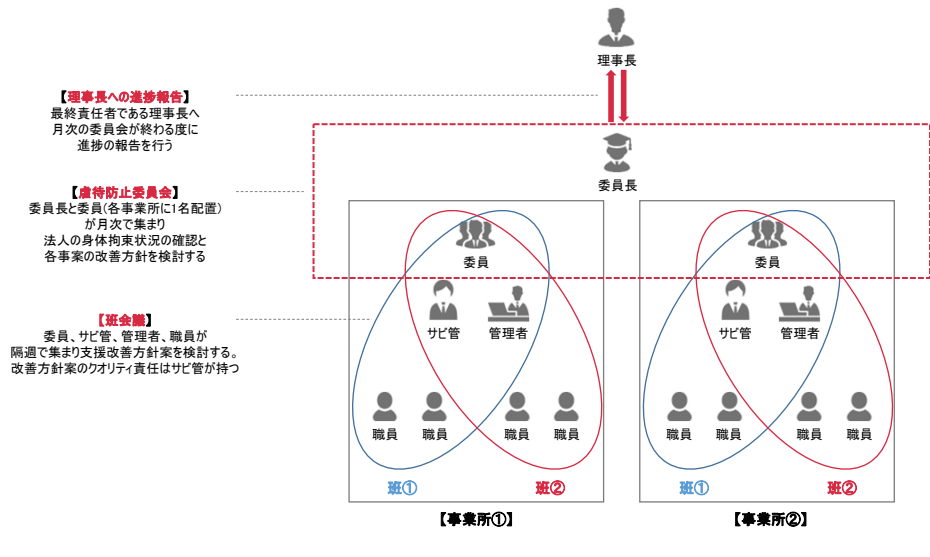 理事長
【理事長への進捗報告】
最終責任者である理事長へ
月次の委員会が終わる度に
進捗の報告を行う
委員長
【虐待防止委員会】
委員長と委員(各事業所に1名配置)
が月次で集まり
法人の身体拘束状況の確認と
各事案の改善方針を検討する
委員
委員
【班会議】
委員、サビ管、管理者、職員が
隔週で集まり支援改善方針案を検討する。
改善方針案のクオリティ責任はサビ管が持つ
サビ管
管理者
サビ管
管理者
職員
職員
職員
職員
職員
職員
職員
職員
班①
班②
班①
班②
【事業所①】
【事業所②】